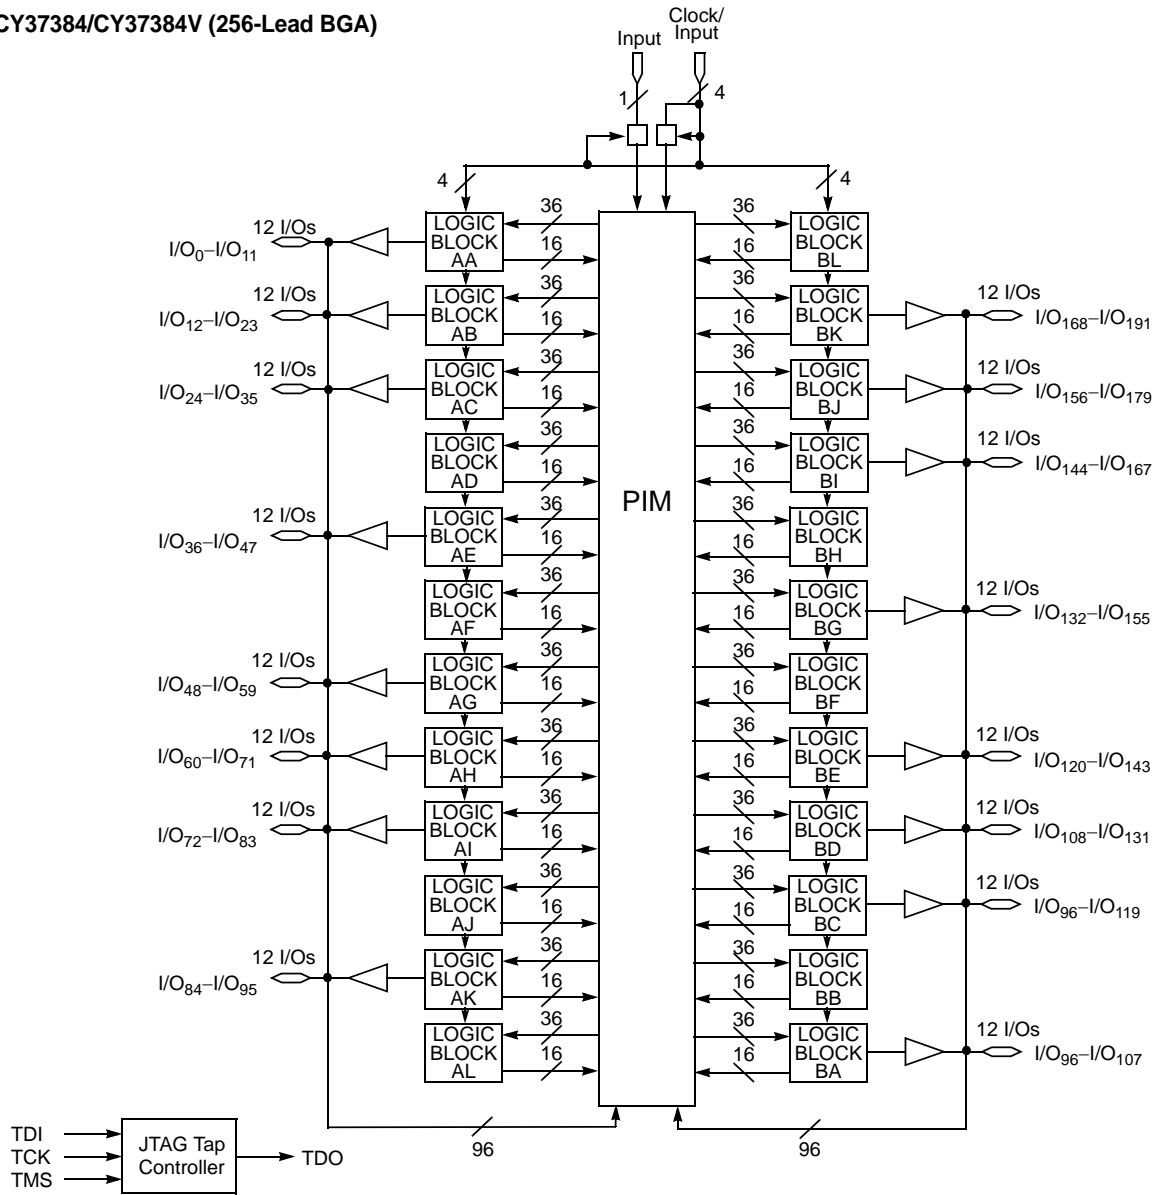 CY37384/CY37384V (256-Lead BGA)
Input
Clock/
Input
1
4
4
4
12 I/Os
I/O0–I/O11
LOGIC
BLOCK
AA
36
16
36
16
LOGIC
BLOCK
BL
12 I/Os
I/O12–I/O23
LOGIC
BLOCK
AB
36
16
36
16
LOGIC
BLOCK
BK
12 I/Os
I/O168–I/O191
12 I/Os
I/O24–I/O35
LOGIC
BLOCK
AC
36
16
36
16
LOGIC
BLOCK
BJ
12 I/Os
I/O156–I/O179
LOGIC
BLOCK
AD
36
16
PIM
36
16
LOGIC
BLOCK
BI
12 I/Os
I/O144–I/O167
12 I/Os
I/O36–I/O47
LOGIC
BLOCK
AE
36
16
36
16
LOGIC
BLOCK
BH
LOGIC
BLOCK
AF
36
16
36
16
LOGIC
BLOCK
BG
12 I/Os
I/O132–I/O155
12 I/Os
I/O48–I/O59
LOGIC
BLOCK
AG
36
16
36
16
LOGIC
BLOCK
BF
12 I/Os
I/O60–I/O71
LOGIC
BLOCK
AH
36
16
36
16
LOGIC
BLOCK
BE
12 I/Os
I/O120–I/O143
12 I/Os
I/O72–I/O83
LOGIC
BLOCK
AI
36
16
36
16
LOGIC
BLOCK
BD
12 I/Os
I/O108–I/O131
LOGIC
BLOCK
AJ
36
16
36
16
LOGIC
BLOCK
BC
12 I/Os
I/O96–I/O119
12 I/Os
I/O84–I/O95
LOGIC
BLOCK
AK
36
16
36
16
LOGIC
BLOCK
BB
LOGIC
BLOCK
AL
36
16
36
16
LOGIC
BLOCK
BA
12 I/Os
I/O96–I/O107
96
96
TDI
TCK
TMS
JTAG Tap
Controller
TDO